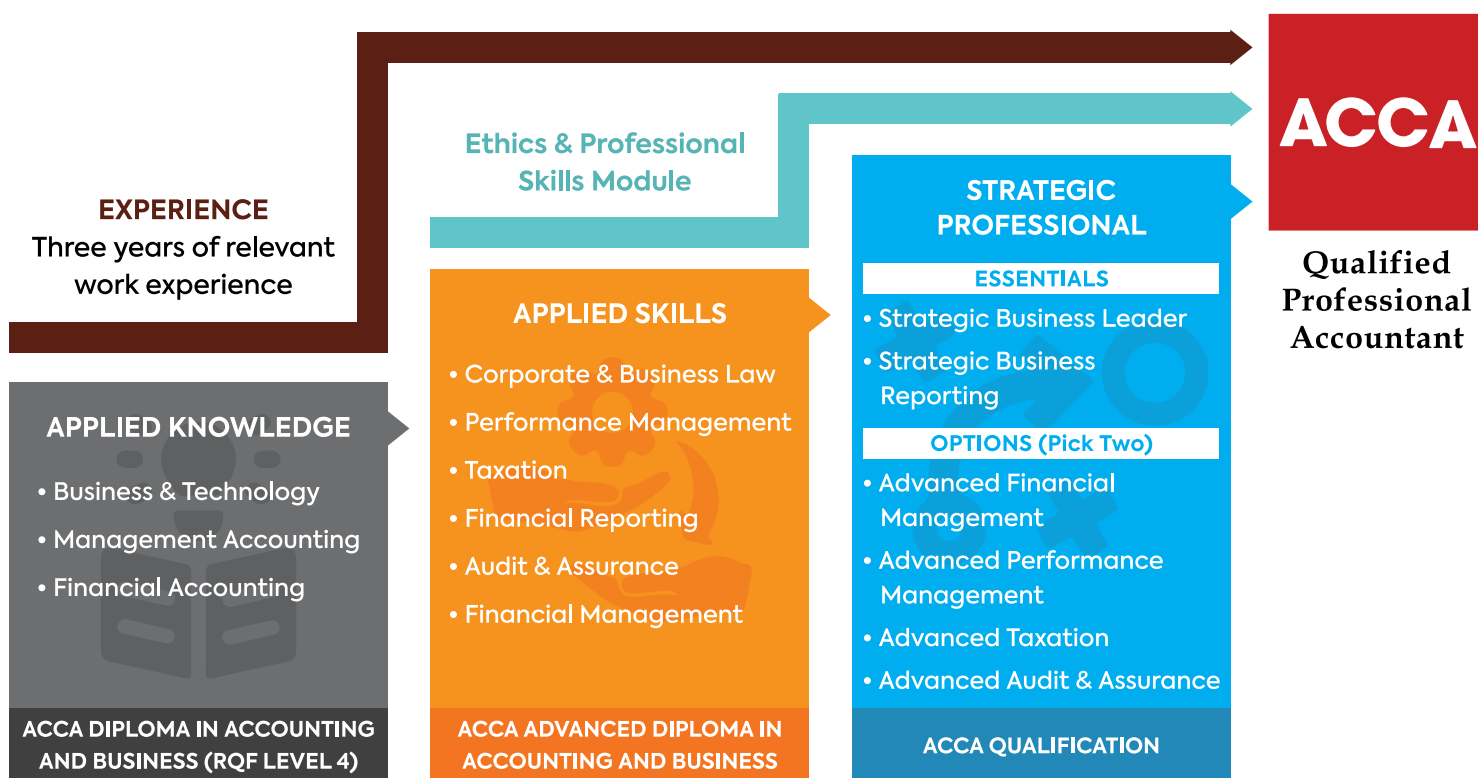 EXPERIENCE
Three years of relevant
work experience
Ethics & Professional
Skills Module
ACCA
Qualified
Professional
Accountant
APPLIED KNOWLEDGE
• Business & Technology
• Management Accounting
• Financial Accounting
ACCA DIPLOMA IN ACCOUNTING
AND BUSINESS (RQF LEVEL 4)
APPLIED SKILLS
• Corporate & Business Law
• Performance Management
• Taxation
• Financial Reporting
• Audit & Assurance
• Financial Management
ACCA ADVANCED DIPLOMA IN
ACCOUNTING AND BUSINESS
STRATEGIC
PROFESSIONAL
ESSENTIALS
• Strategic Business Leader
• Strategic Business
Reporting
OPTIONS (Pick Two)
• Advanced Financial
Management
• Advanced Performance
Management
• Advanced Taxation
• Advanced Audit & Assurance
ACCA QUALIFICATION